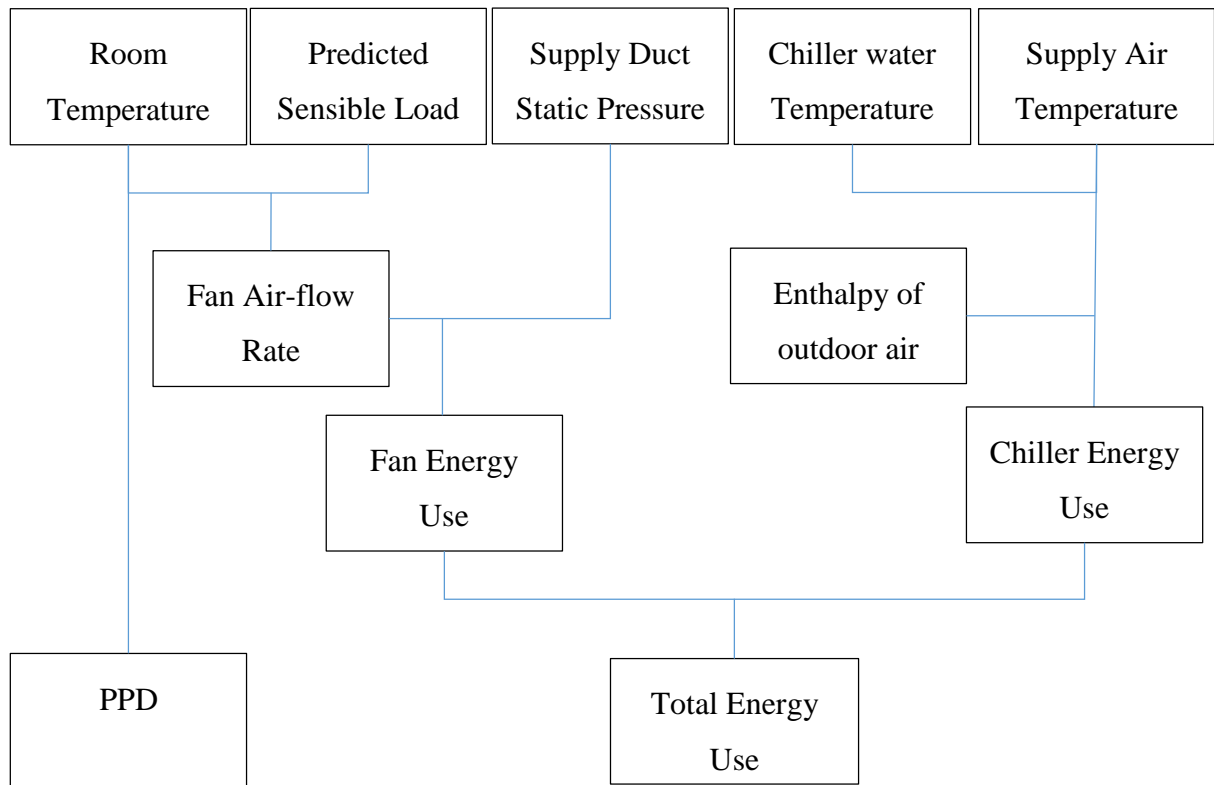 Room
Temperature
Predicted
Sensible Load
Supply Duct
Static Pressure
Chiller water
Temperature
Supply Air
Temperature
Fan Air-flow
Rate
Enthalpy of
outdoor air
Fan Energy
Use
Chiller Energy
Use
PPD
Total Energy
Use